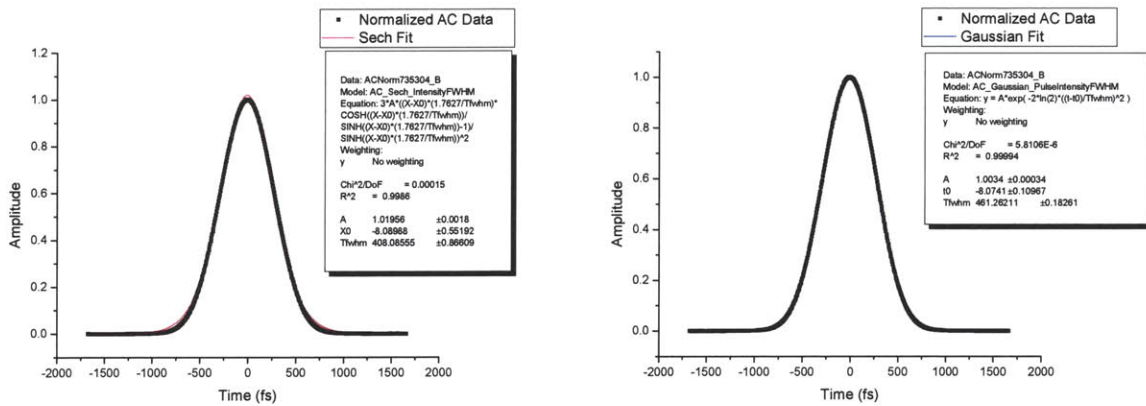 Normalized AC Data
Sech Fit
Data: ACNorm735304_B
Model: AC_Sech_IntensityFWHM
Equation: 3*A*((X-X0)*(1.7627/Tfwhm)*
COSH((X-X0)*(1.7627/Tfwhm))/
SINH((X-X0)*(1.7627/Tfwhm))-1)/
SINH((X-X0)*(1.7627/Tfwhm))^2
Weighting:
y No weighting
Chi^2/DoF = 0.00015
R^2 = 0.9986
A 1.01956 ±0.0018
X0 -8.08988 ±0.55192
Tfwhm 408.08555 ±0.86609
Amplitude
1.2
1.0
0.8
0.6
0.4
0.2
0.0
-2000 -1500 -1000 -500 0 500 1000 1500 2000
Time (fs)
Normalized AC Data
Gaussian Fit
Data: ACNorm735304_B
Model: AC_Gaussian_PulseIntensityFWHM
Equation: y = A*exp( -2*ln(2)*((t-t0)/Tfwhm)^2 )
Weighting:
y No weighting
Chi^2/DoF = 5.8106E-6
R^2 = 0.99994
A 1.0034 ±0.00034
t0 -8.0741 ±0.10967
Tfwhm 461.26211 ±0.18261
Amplitude
1.0
0.8
0.6
0.4
0.2
0.0
-2000 -1500 -1000 -500 0 500 1000 1500 2000
Time (fs)